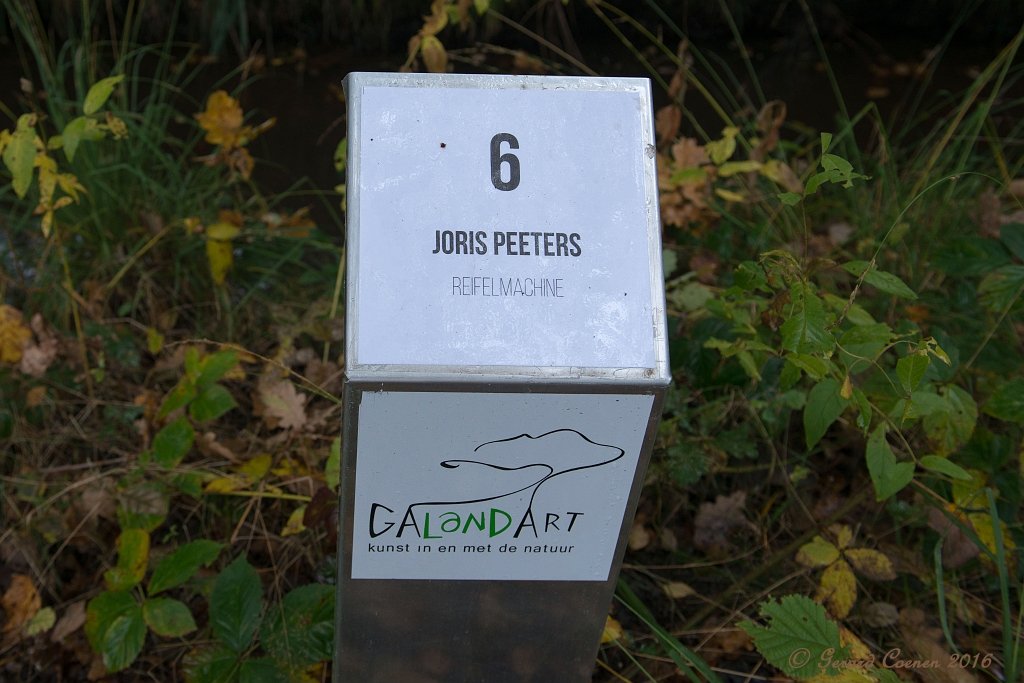 6
JORIS PEETERS
REIFELMACHINE
GALANDART
kunst in en met de natuur
© Gerard Coenen 2016